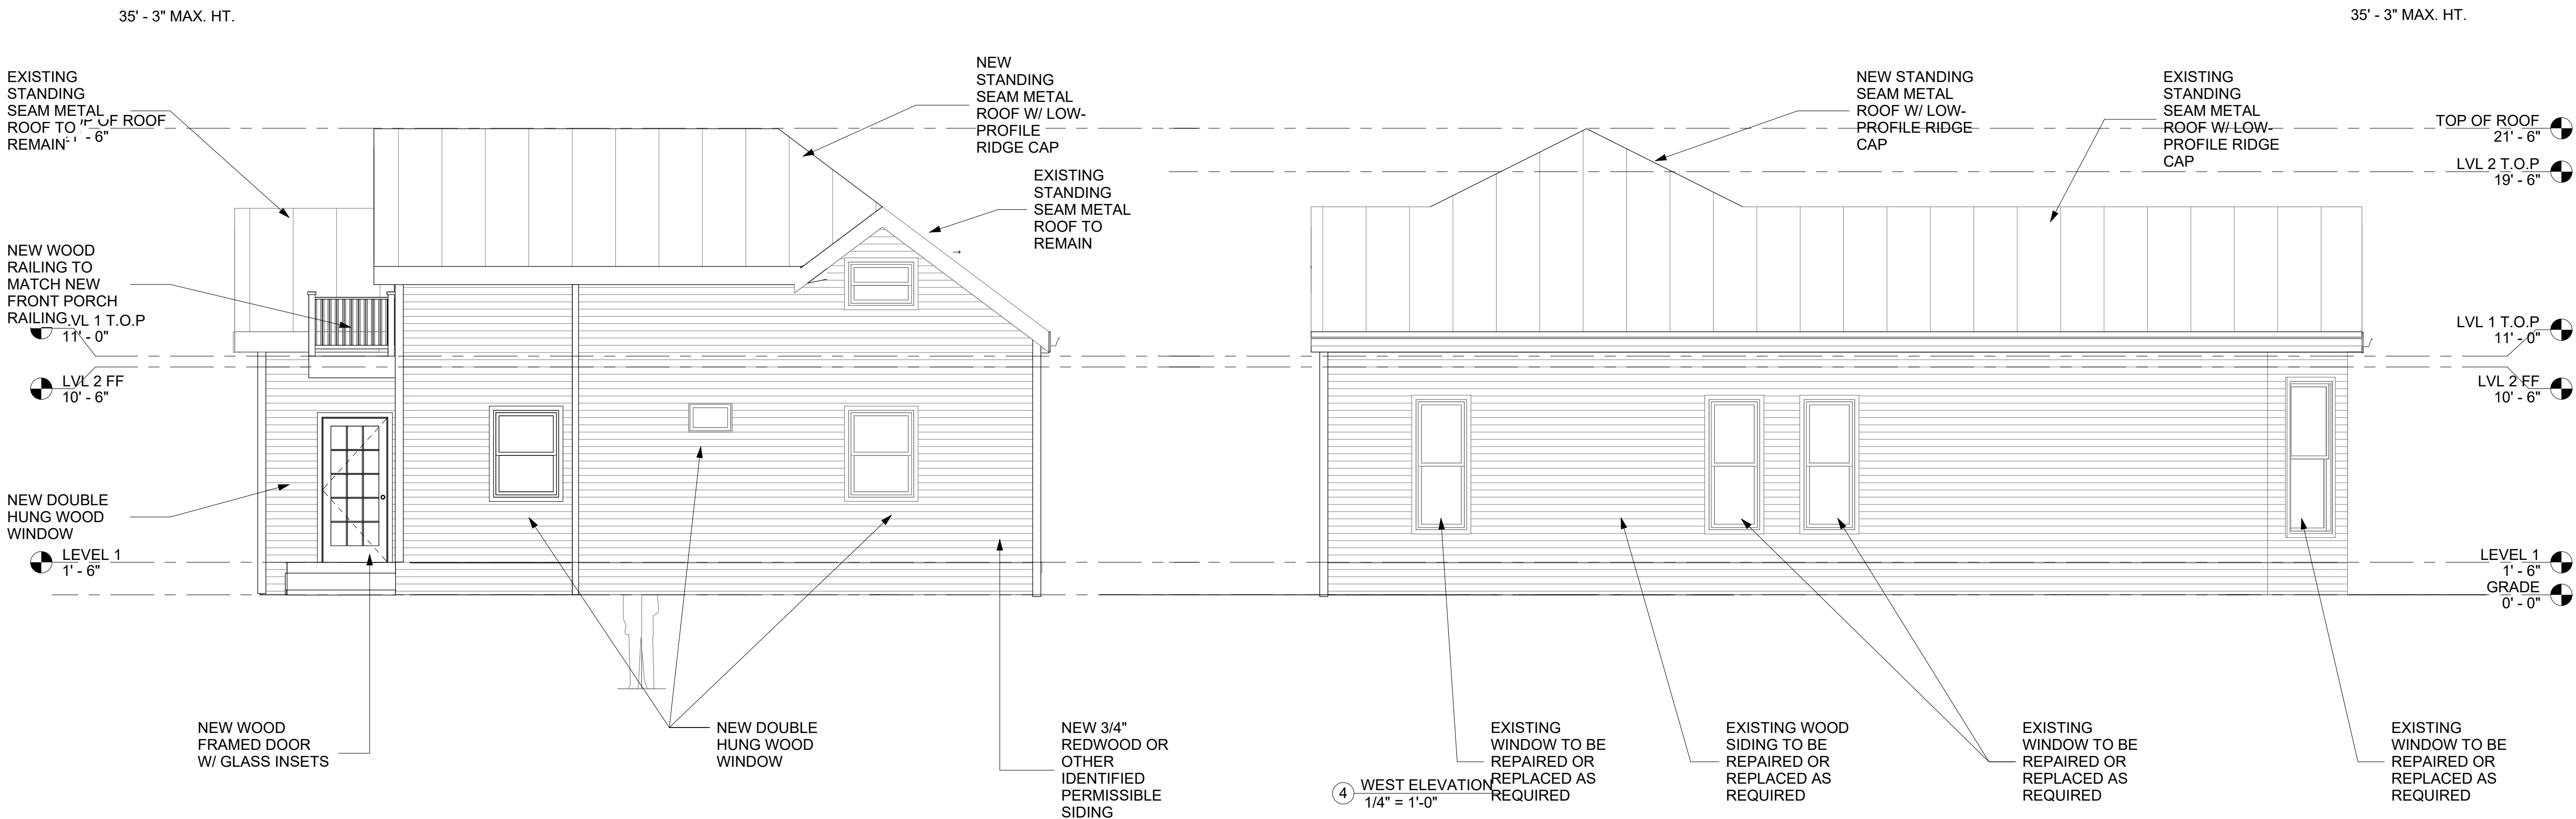 35' - 3" MAX. HT.
35' - 3" MAX. HT.
EXISTING
STANDING
SEAM METAL
ROOF TO
REMAIN
OF ROOF
- 6"
NEW
STANDING
SEAM METAL
ROOF W/ LOW-
PROFILE
RIDGE CAP
EXISTING
STANDING
SEAM METAL
ROOF TO
REMAIN
NEW STANDING
SEAM METAL
ROOF W/ LOW-
PROFILE RIDGE
CAP
EXISTING
STANDING
SEAM METAL
ROOF W/ LOW-
PROFILE RIDGE
CAP
TOP OF ROOF
21' - 6"
LVL 2 T.O.P
19' - 6"
NEW WOOD
RAILING TO
MATCH NEW
FRONT PORCH
RAILING
VL 1 T.O.P
11' - 0"
LVL 2 FF
10' - 6"
LVL 1 T.O.P
11' - 0"
LVL 2 FF
10' - 6"
NEW DOUBLE
HUNG WOOD
WINDOW
LEVEL 1
1' - 6"
LEVEL 1
1' - 6"
GRADE
0' - 0"
NEW WOOD
FRAMED DOOR
W/ GLASS INSETS
NEW DOUBLE
HUNG WOOD
WINDOW
NEW 3/4"
REDWOOD OR
OTHER
IDENTIFIED
PERMISSIBLE
SIDING
4
WEST ELEVATION
1/4" = 1'-0"
EXISTING
WINDOW TO BE
REPAIRED OR
REPLACED AS
REQUIRED
EXISTING WOOD
SIDING TO BE
REPAIRED OR
REPLACED AS
REQUIRED
EXISTING
WINDOW TO BE
REPAIRED OR
REPLACED AS
REQUIRED
EXISTING
WINDOW TO BE
REPAIRED OR
REPLACED AS
REQUIRED